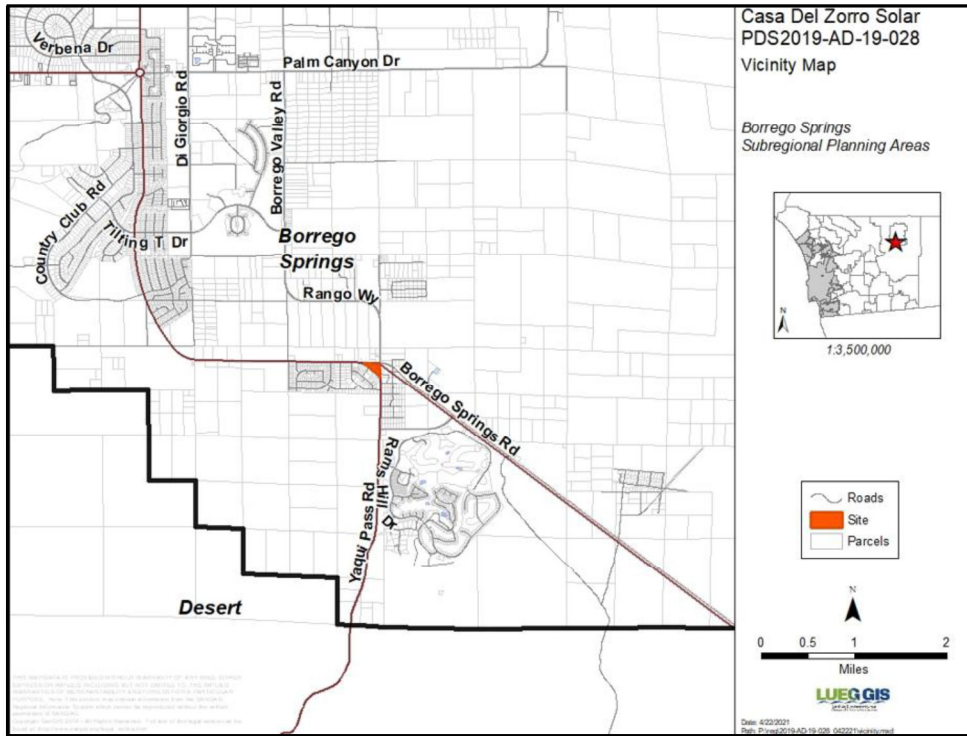 Casa Del Zorro Solar
PDS2019-AD-19-028
Vicinity Map
Borrego Springs
Subregional Planning Areas
N
1:3,500,000
Roads
Site
Parcels
N
0 0.5 1 2
Miles
LUEG GIS
Date: 4/22/2021
Verbena Dr
Palm Canyon Dr
Di Giorgio Rd
Borrego Valley Rd
Country Club Rd
Tilting T Dr
Borrego
Springs
Rango Wy
Borrego Springs Rd
Rams Hill Dr
Yaqui Pass Rd
Desert